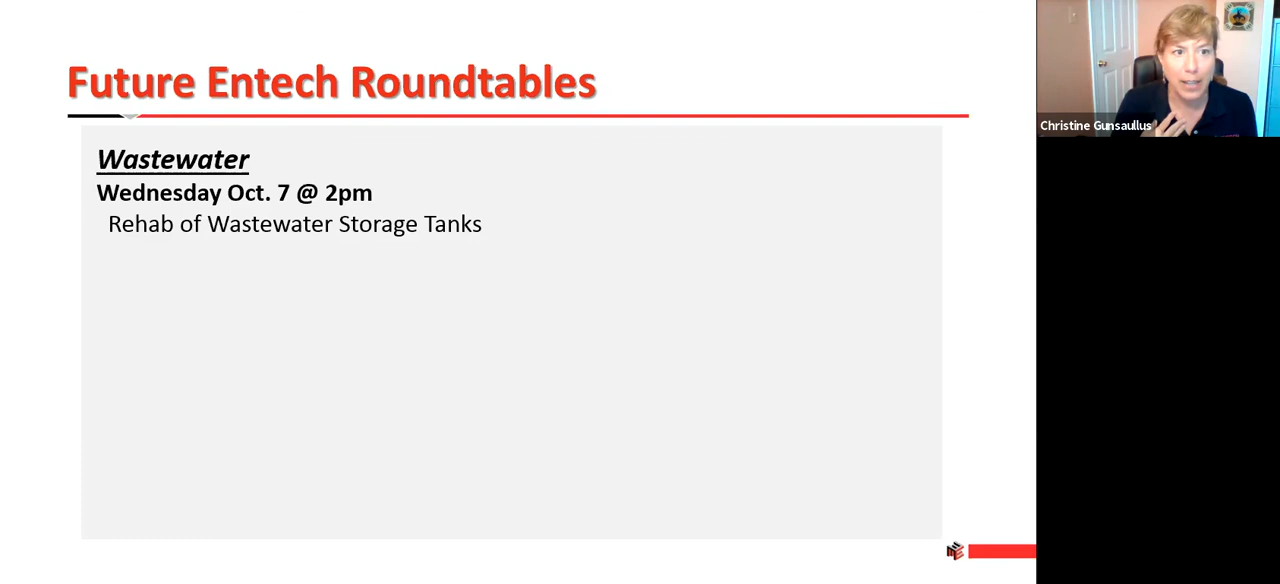 Future Entech Roundtables
Wastewater
Wednesday Oct. 7 @ 2pm
Rehab of Wastewater Storage Tanks
Christine Gunsaullus